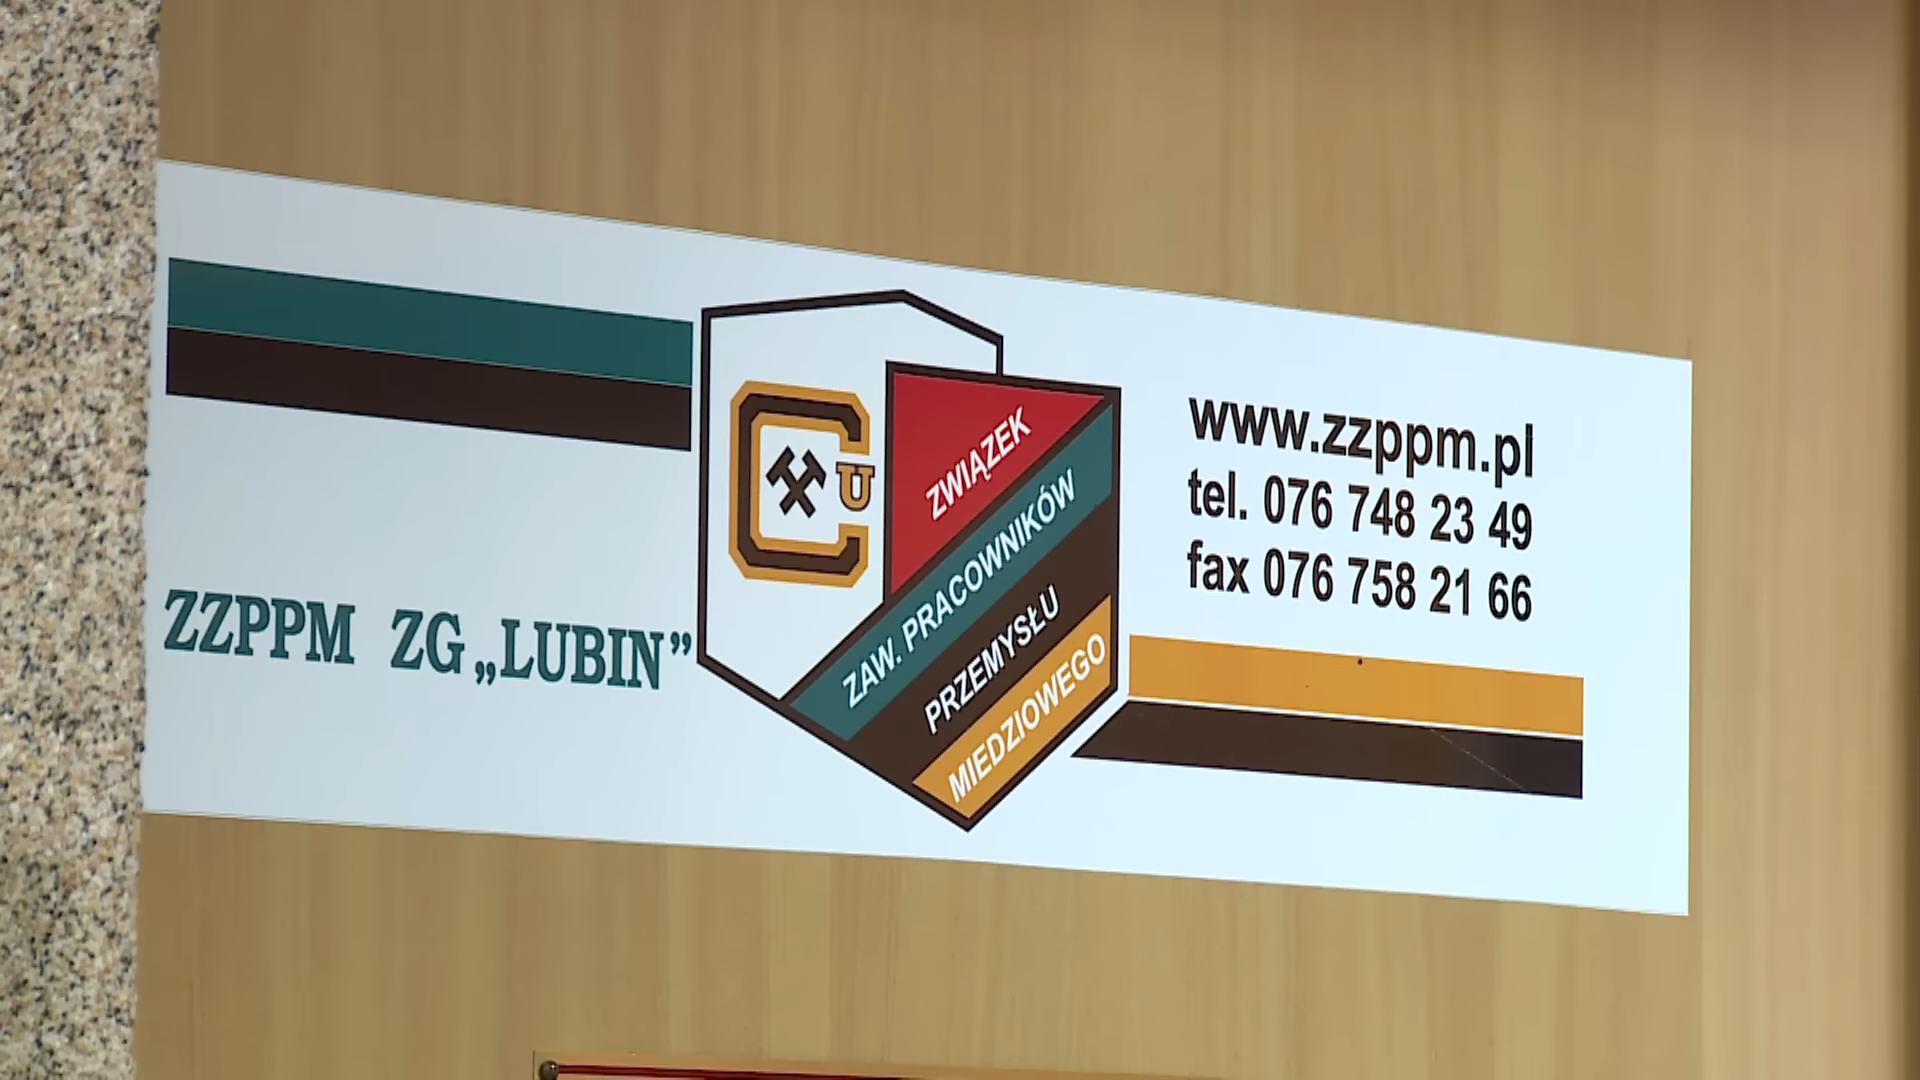 ZZPPM ZG „LUBIN”
Cu
ZWIĄZEK
ZAW. PRACOWNIKÓW
PRZEMYSŁU
MIEDZIOWEGO
www.zzppm.pl
tel. 076 748 23 49
fax 076 758 21 66